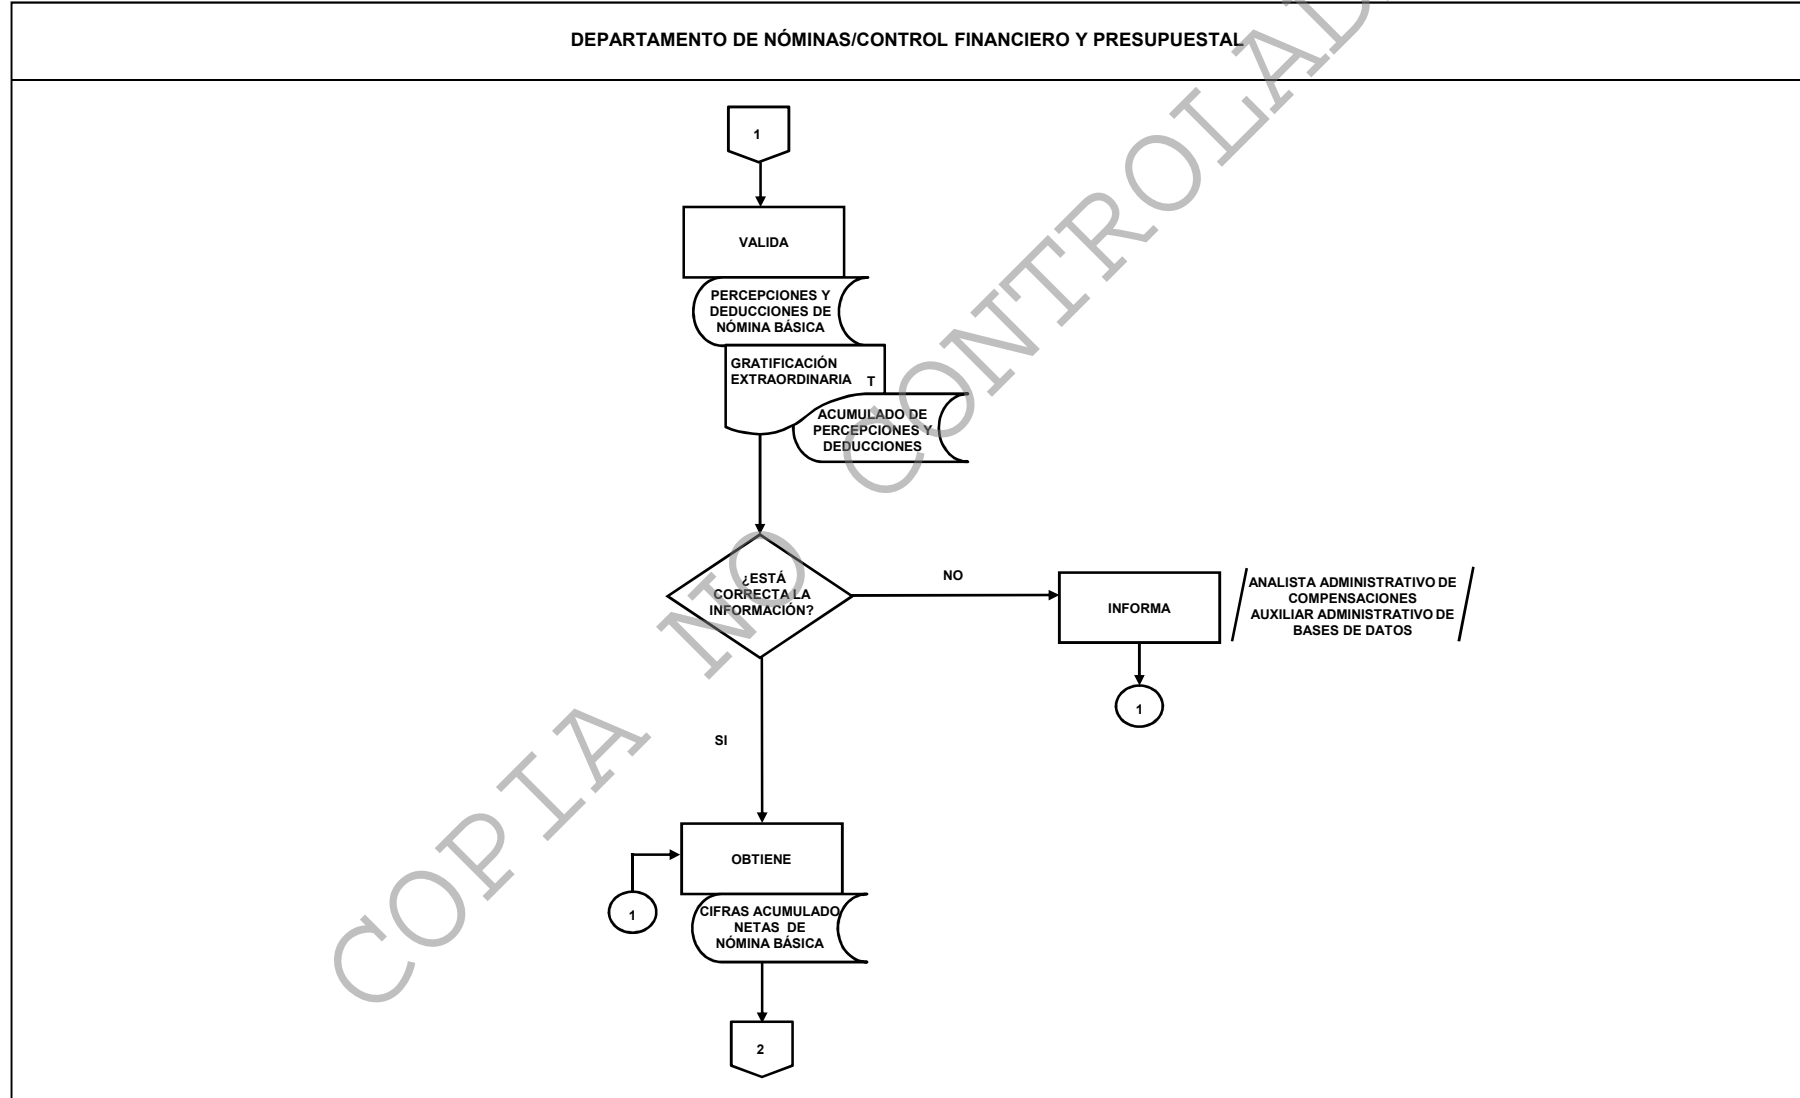 DEPARTAMENTO DE NÓMINAS/CONTROL FINANCIERO Y PRESUPUESTAL
1
VALIDA
PERCEPCIONES Y
DEDUCCIONES DE
NÓMINA BÁSICA
GRATIFICACIÓN
EXTRAORDINARIA T
ACUMULADO DE
PERCEPCIONES Y
DEDUCCIONES
¿ESTÁ
CORRECTA LA
INFORMACIÓN?
NO
INFORMA
ANALISTA ADMINISTRATIVO DE
COMPENSACIONES
AUXILIAR ADMINISTRATIVO DE
BASES DE DATOS
1
SI
OBTIENE
1
CIFRAS ACUMULADO
NETAS DE
NÓMINA BÁSICA
2
COPIA NO CONTROLAD